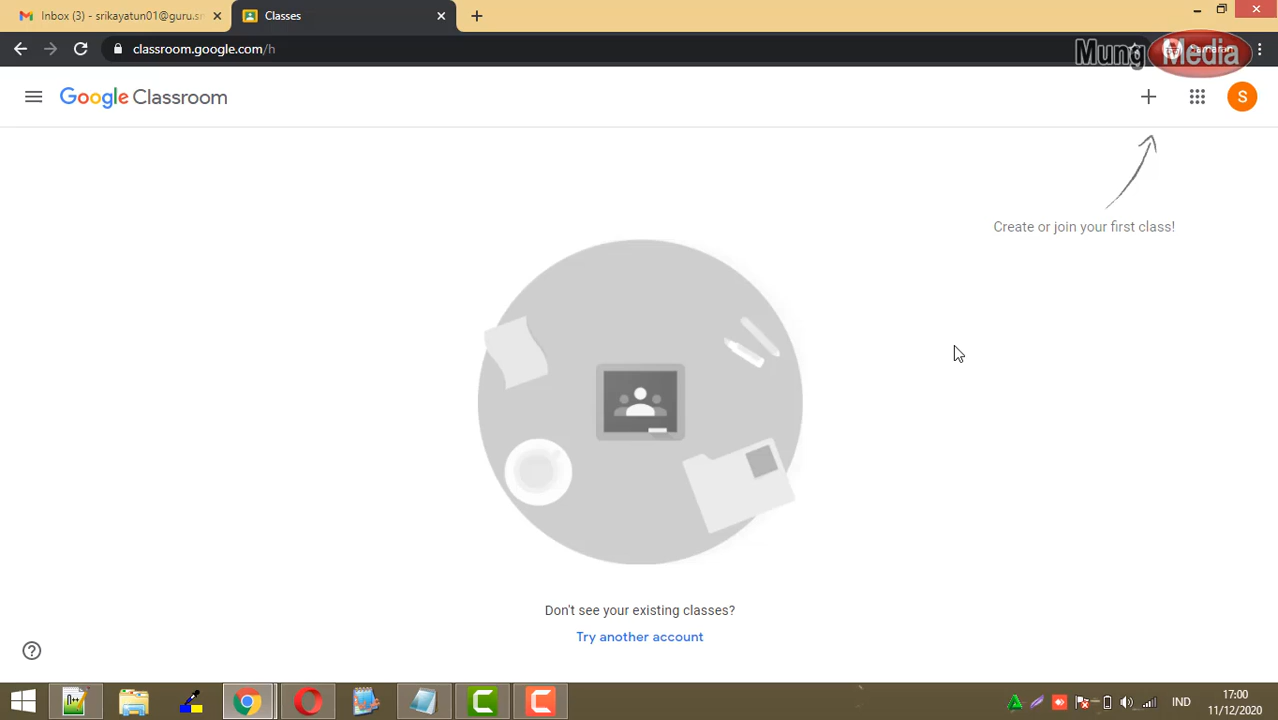 Inbox (3) - srikayatun01@guru.s
Classes
classroom.google.com/h
Mung Media
Google Classroom
S
Create or join your first class!
Don't see your existing classes?
Try another account
IND
17:00
11/12/2020